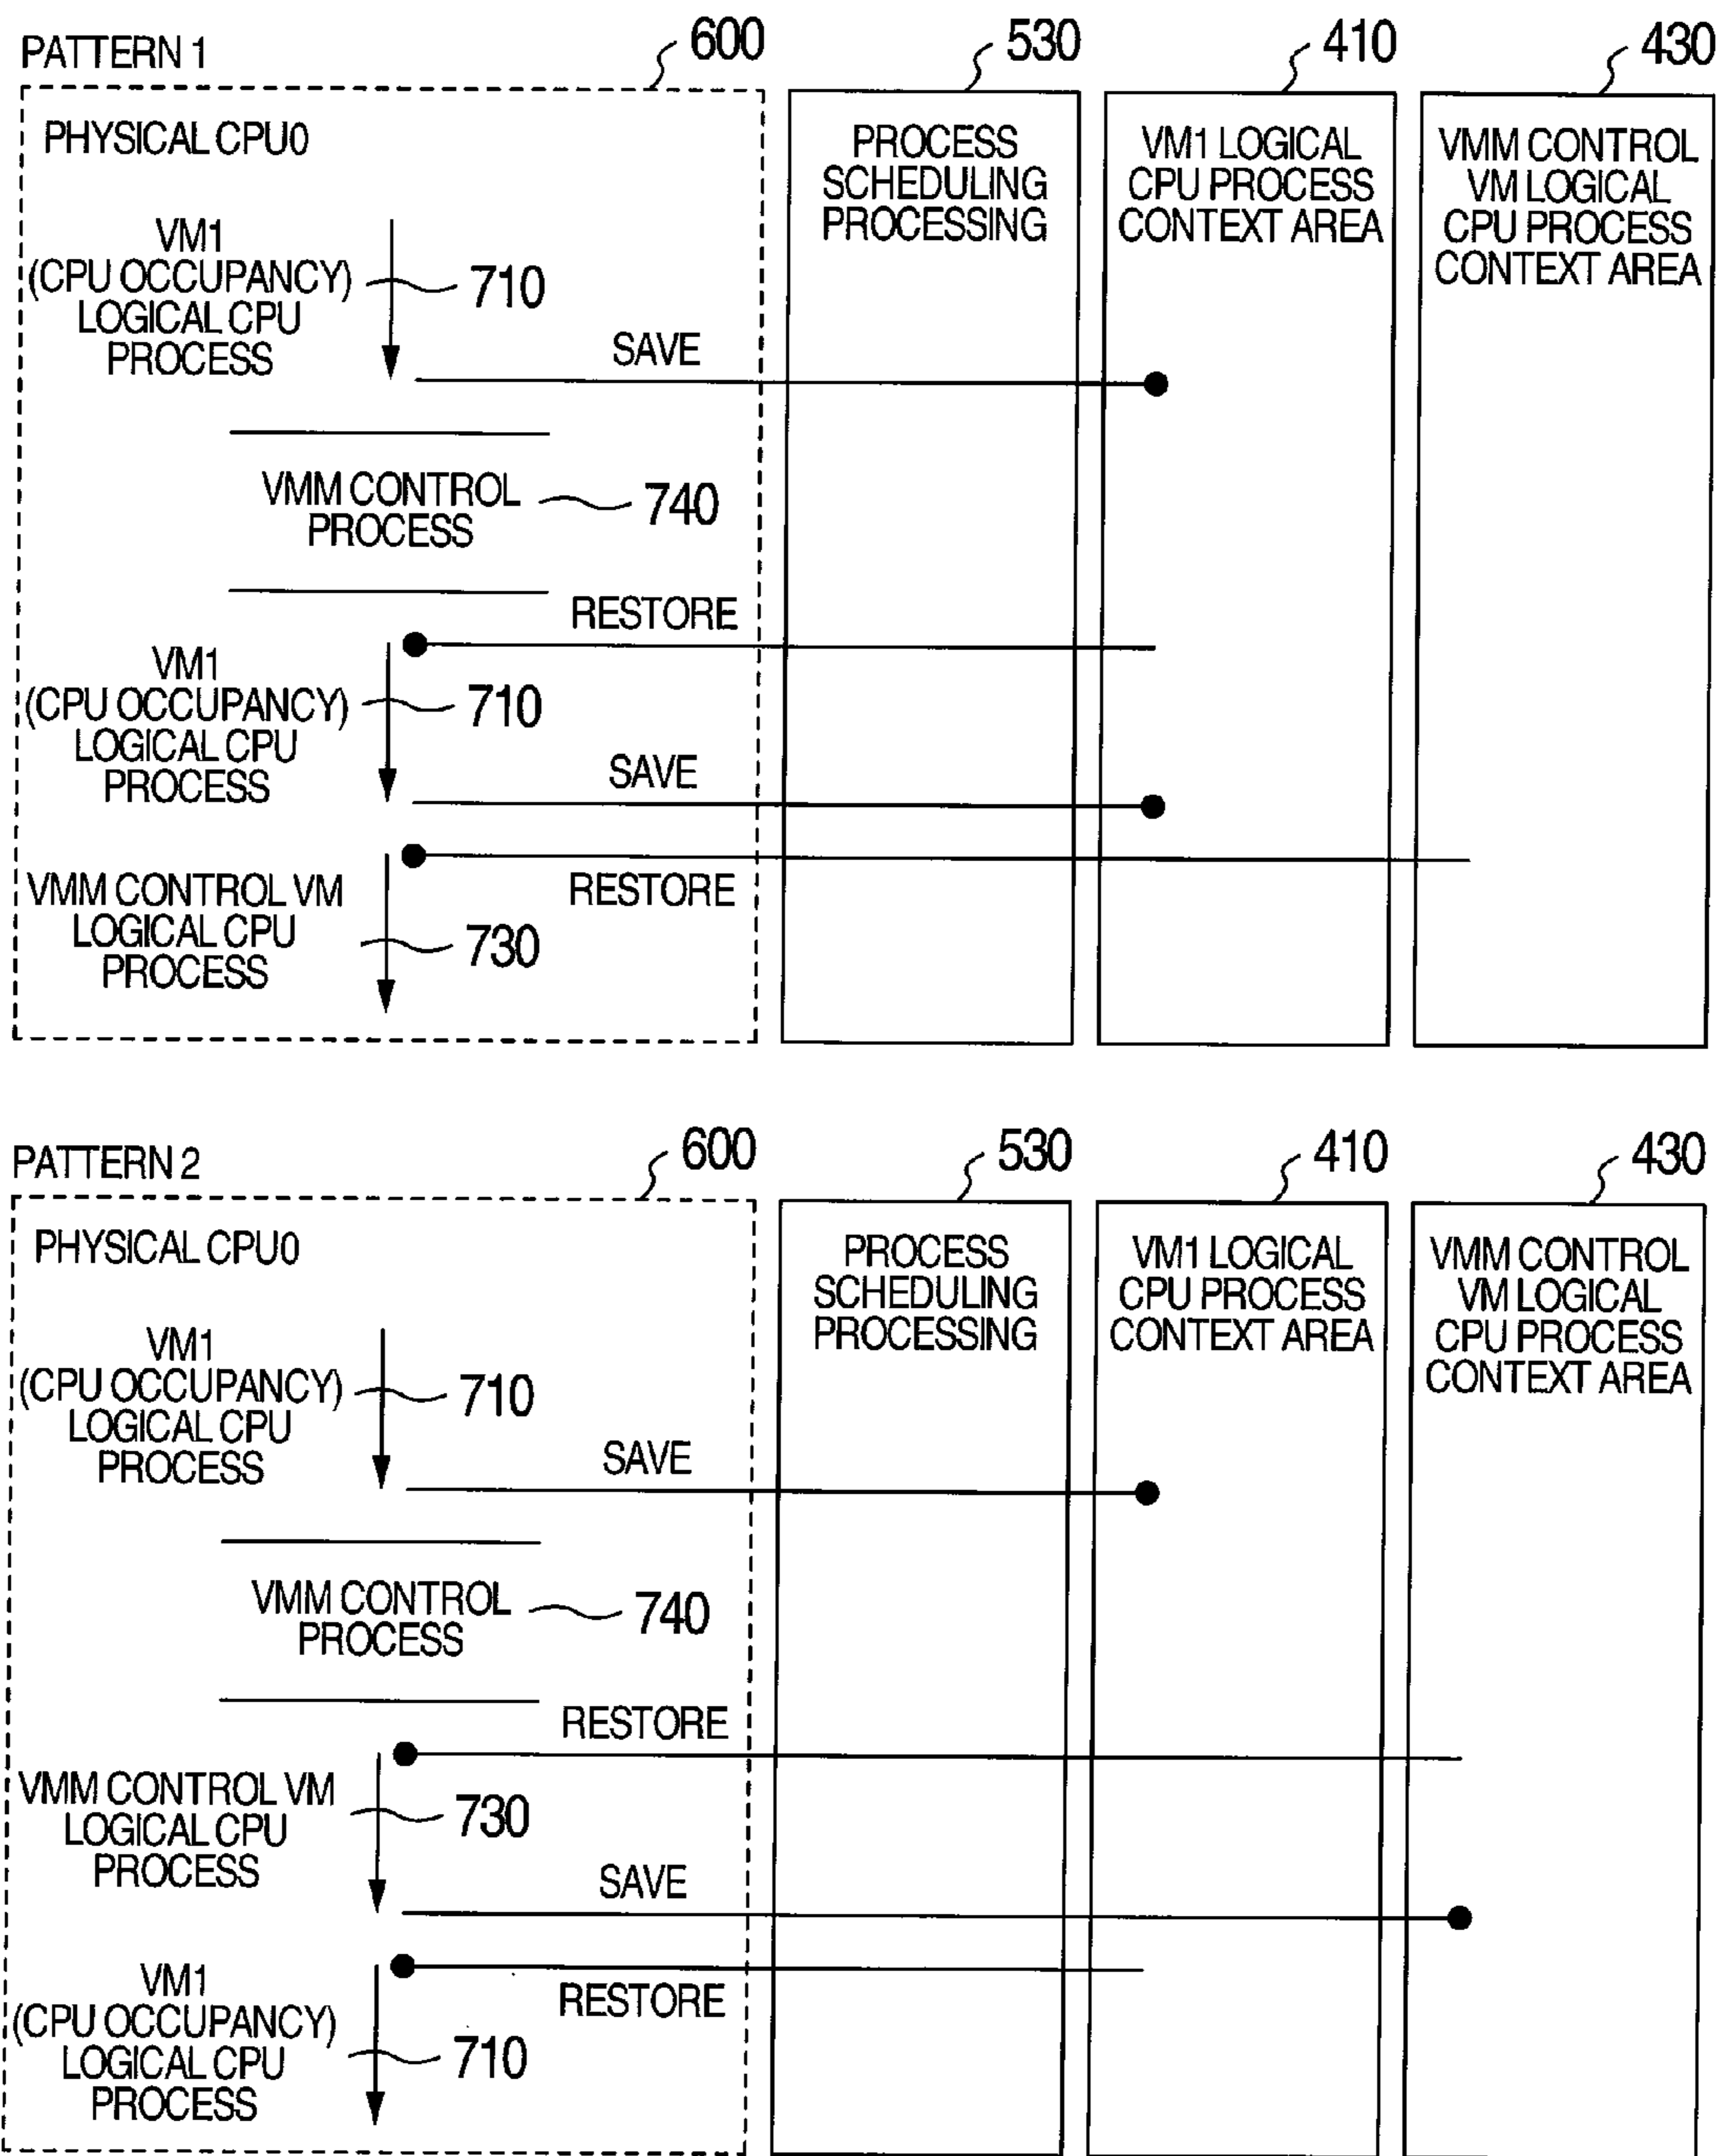 PATTERN 1
600
530
410
430
PHYSICAL CPU0
PROCESS
SCHEDULING
PROCESSING
VM1 LOGICAL
CPU PROCESS
CONTEXT AREA
VMM CONTROL
VM LOGICAL
CPU PROCESS
CONTEXT AREA
VM1
(CPU OCCUPANCY)
LOGICAL CPU
PROCESS
710
SAVE
VMM CONTROL
PROCESS
740
RESTORE
VM1
(CPU OCCUPANCY)
LOGICAL CPU
PROCESS
710
SAVE
RESTORE
VMM CONTROL VM
LOGICAL CPU
PROCESS
730
PATTERN 2
600
530
410
430
PHYSICAL CPU0
PROCESS
SCHEDULING
PROCESSING
VM1 LOGICAL
CPU PROCESS
CONTEXT AREA
VMM CONTROL
VM LOGICAL
CPU PROCESS
CONTEXT AREA
VM1
(CPU OCCUPANCY)
LOGICAL CPU
PROCESS
710
SAVE
VMM CONTROL
PROCESS
740
RESTORE
VMM CONTROL VM
LOGICAL CPU
PROCESS
730
SAVE
RESTORE
VM1
(CPU OCCUPANCY)
LOGICAL CPU
PROCESS
710